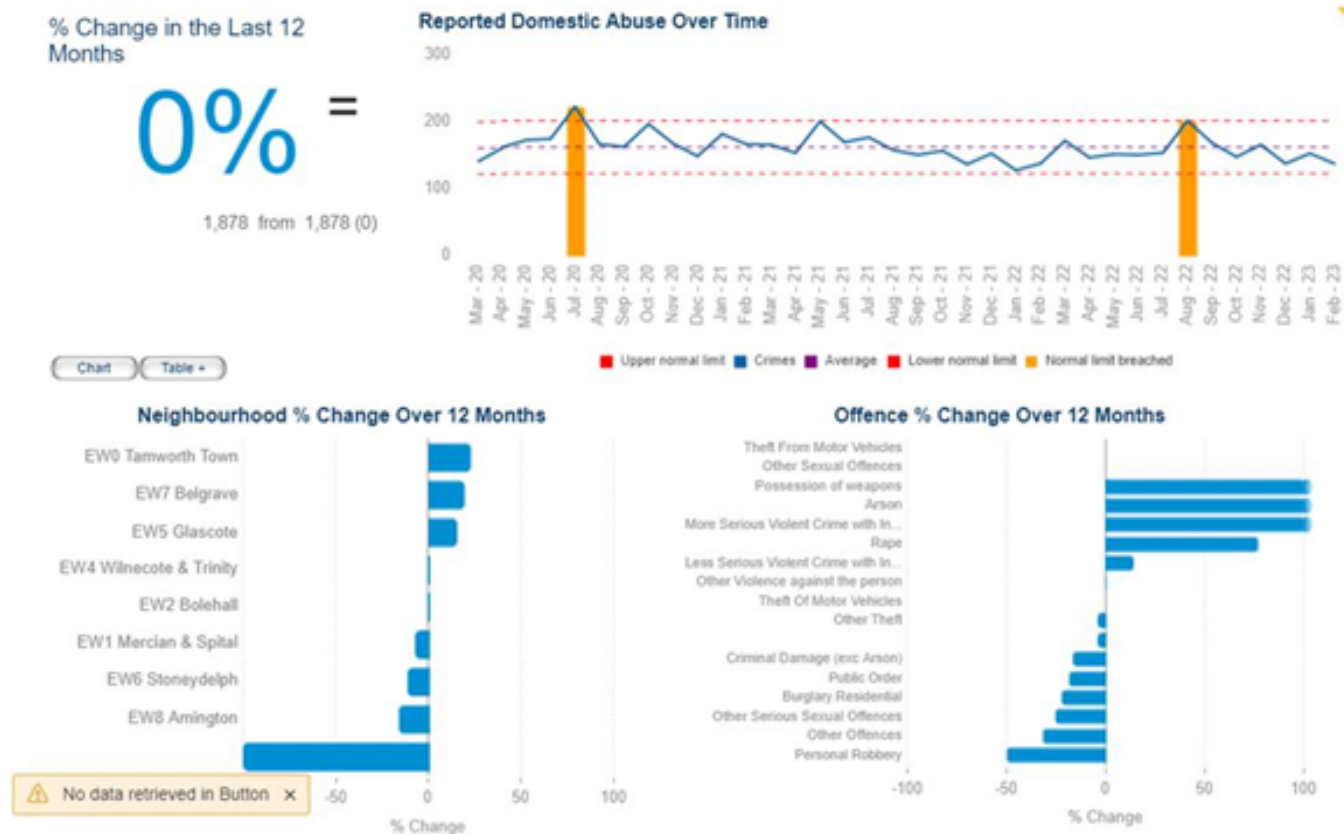 % Change in the Last 12
Months
0% =
1,878 from 1,878 (0)
Reported Domestic Abuse Over Time
300
200
100
0
Mar - 20
Apr - 20
May - 20
Jun - 20
Jul - 20
Aug - 20
Sep - 20
Oct - 20
Nov - 20
Dec - 20
Jan - 21
Feb - 21
Mar - 21
Apr - 21
May - 21
Jun - 21
Jul - 21
Aug - 21
Sep - 21
Oct - 21
Nov - 21
Dec - 21
Jan - 22
Feb - 22
Mar - 22
Apr - 22
May - 22
Jun - 22
Jul - 22
Aug - 22
Sep - 22
Oct - 22
Nov - 22
Dec - 22
Jan - 23
Feb - 23
Upper normal limit Crimes Average Lower normal limit Normal limit breached
Chart Table +
Neighbourhood % Change Over 12 Months
EW0 Tamworth Town
EW7 Belgrave
EW5 Glascote
EW4 Wilnecote & Trinity
EW2 Bolehall
EW1 Mercian & Spital
EW6 Stoneydelph
EW8 Amington
No data retrieved in Button ×
-50 0 50 100
% Change
Offence % Change Over 12 Months
Theft From Motor Vehicles
Other Sexual Offences
Possession of weapons
Arson
More Serious Violent Crime with In...
Rape
Less Serious Violent Crime with In...
Other Violence against the person
Theft Of Motor Vehicles
Other Theft
Criminal Damage (exc Arson)
Public Order
Burglary Residential
Other Serious Sexual Offences
Other Offences
Personal Robbery
-100 -50 0 50 100
% Change